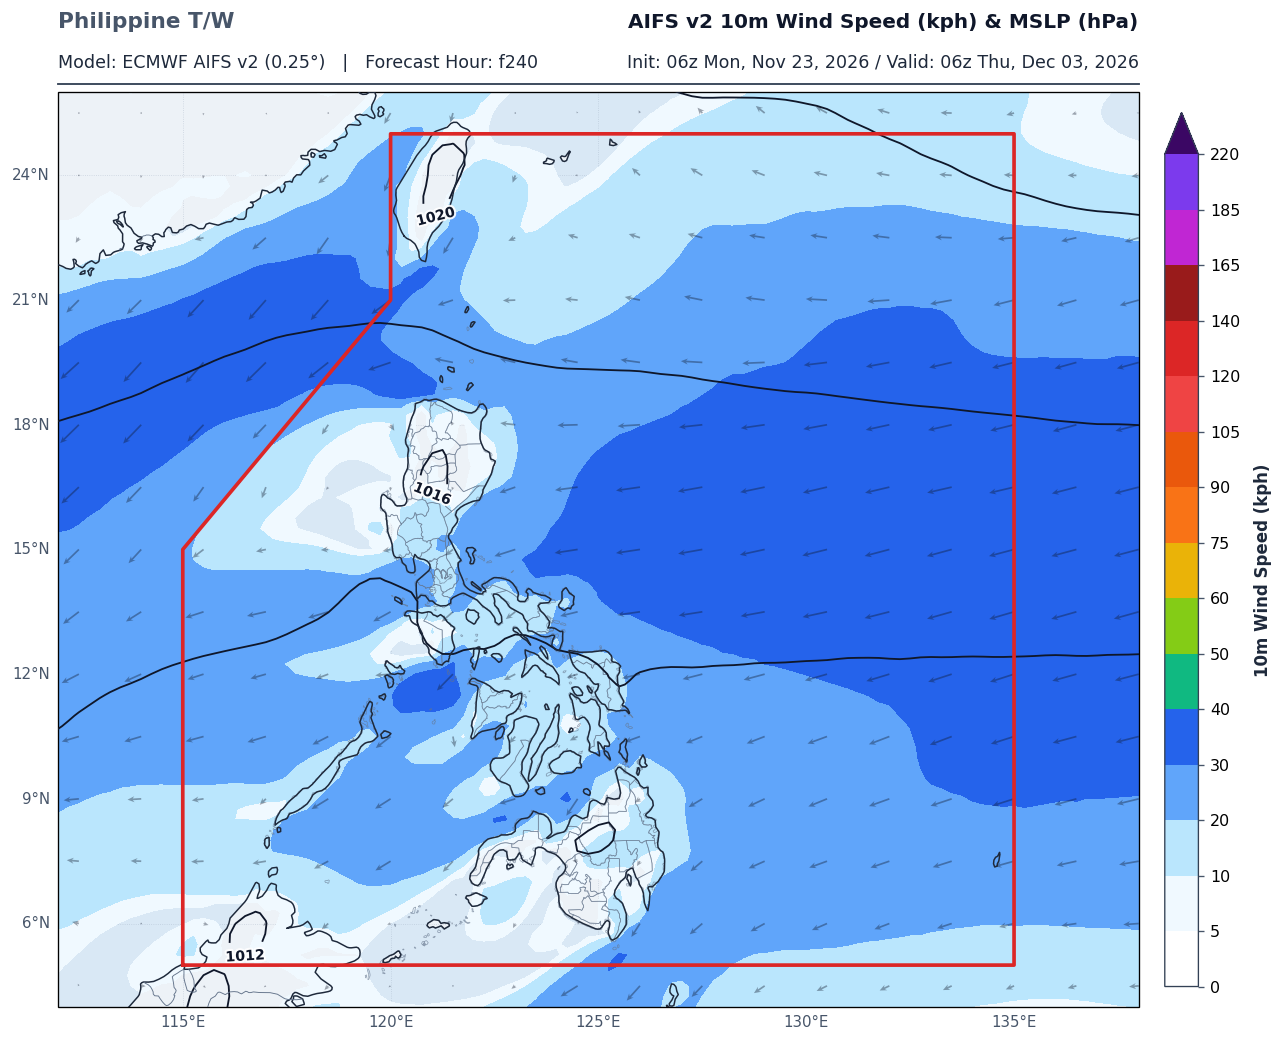 Philippine T/W
AIFS v2 10m Wind Speed (kph) & MSLP (hPa)
Model: ECMWF AIFS v2 (0.25°) | Forecast Hour: f240
Init: 06z Mon, Nov 23, 2026 / Valid: 06z Thu, Dec 03, 2026
24°N
21°N
18°N
15°N
12°N
9°N
6°N
115°E
120°E
125°E
130°E
135°E
1020
1016
1012
220
185
165
140
120
105
90
75
60
50
40
30
20
10
5
0
10m Wind Speed (kph)